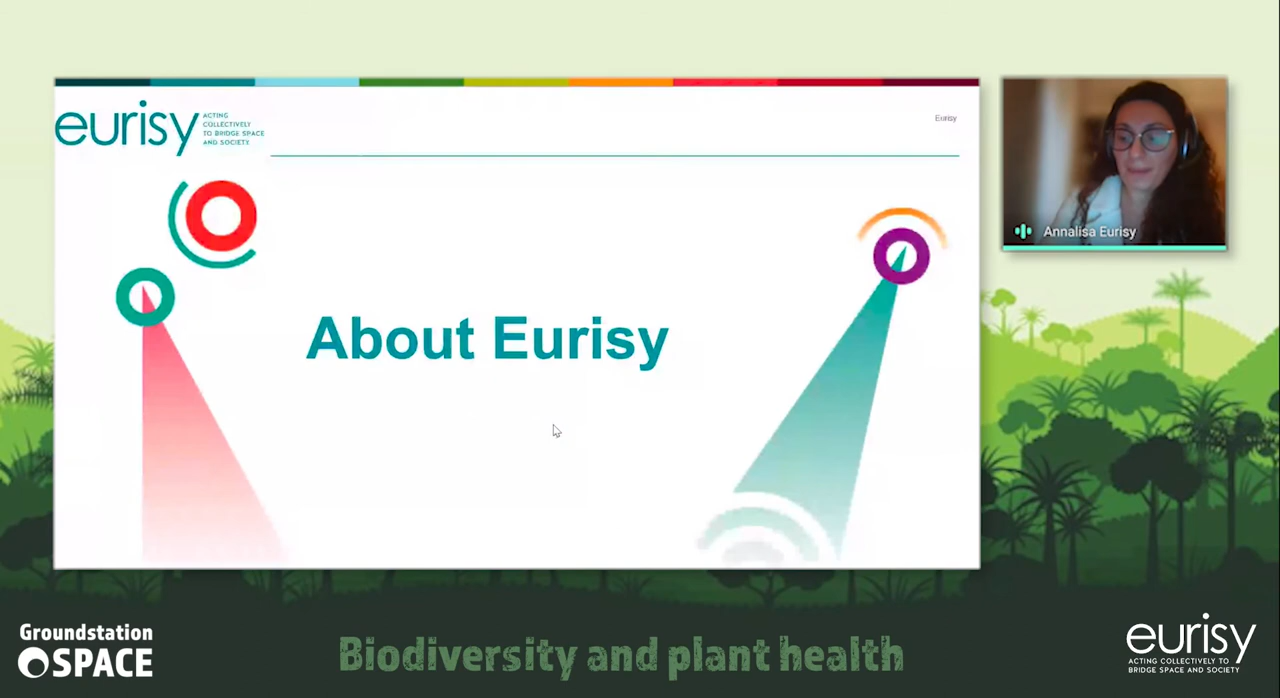 eurisy
ACTING
COLLECTIVELY
TO BRIDGE SPACE
AND SOCIETY
Eurisy
About Eurisy
Annalisa Eurisy
Groundstation
SPACE
Biodiversity and plant health
eurisy
ACTING COLLECTIVELY TO
BRIDGE SPACE AND SOCIETY